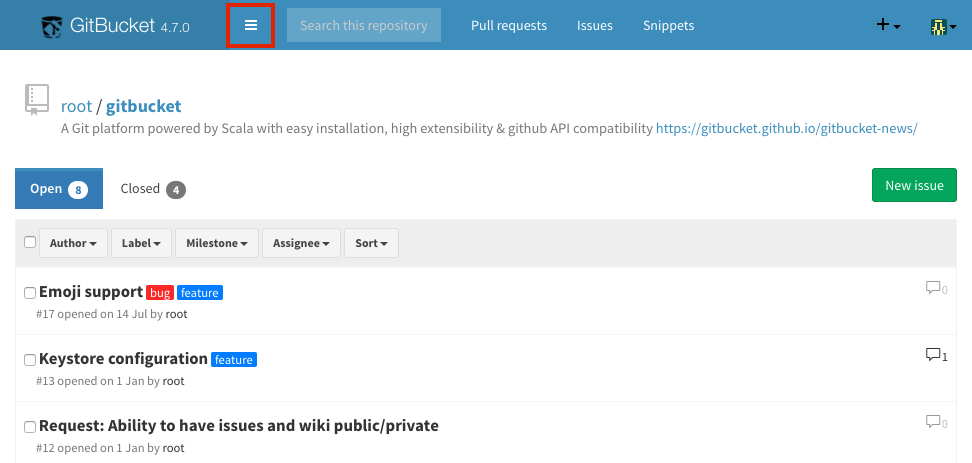 GitBucket 4.7.0 Search this repository Pull requests Issues Snippets
root / gitbucket
A Git platform powered by Scala with easy installation, high extensibility & github API compatibility https://gitbucket.github.io/gitbucket-news/
Open 8 Closed 4 New issue
Author Label Milestone Assignee Sort
Emoji support bug feature 0
#17 opened on 14 Jul by root
Keystore configuration feature 1
#13 opened on 1 Jan by root
Request: Ability to have issues and wiki public/private 0
#12 opened on 1 Jan by root